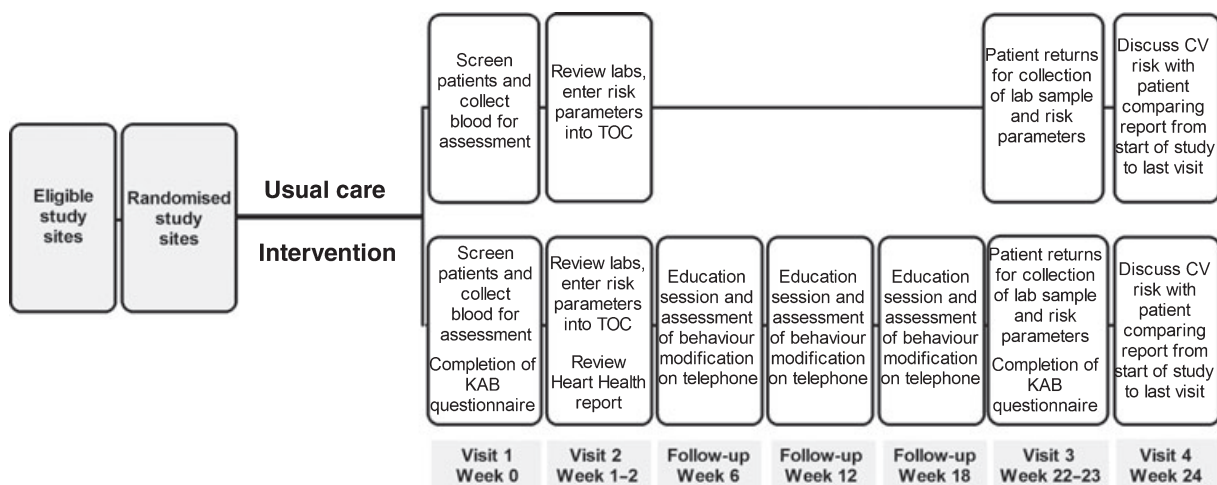 Eligible
study
sites
Randomised
study
sites
Usual care
Intervention
Screen
patients and
collect
blood for
assessment
Review labs,
enter risk
parameters
into TOC
Patient returns
for collection
of lab sample
and risk
parameters
Discuss CV
risk with
patient
comparing
report from
start of study
to last visit
Screen
patients and
collect
blood for
assessment
Completion of
KAB
questionnaire
Review labs,
enter risk
parameters
into TOC
Review
Heart Health
report
Education
session and
assessment
of behaviour
modification
on telephone
Education
session and
assessment
of behaviour
modification
on telephone
Education
session and
assessment
of behaviour
modification
on telephone
Patient returns
for collection
of lab sample
and risk
parameters
Completion of
KAB
questionnaire
Discuss CV
risk with
patient
comparing
report from
start of study
to last visit
Visit 1
Week 0
Visit 2
Week 1–2
Follow-up
Week 6
Follow-up
Week 12
Follow-up
Week 18
Visit 3
Week 22–23
Visit 4
Week 24